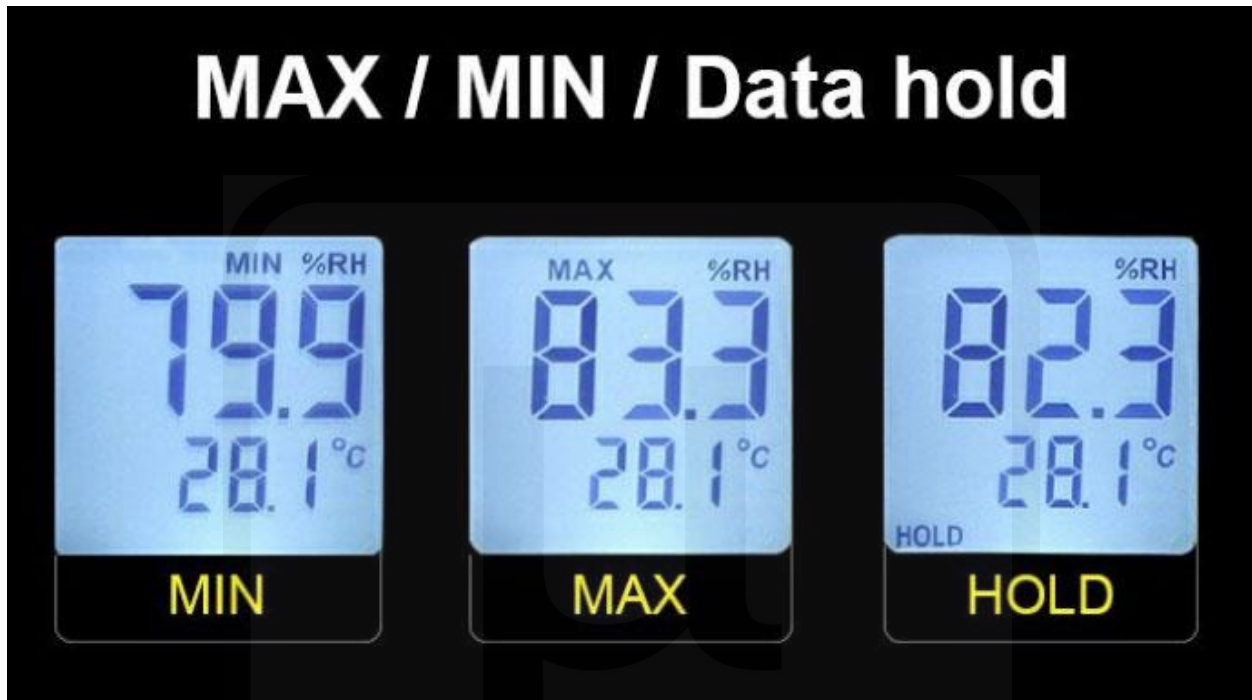 MAX / MIN / Data hold
MIN %RH
79.9
28.1°C
MIN
MAX %RH
83.3
28.1°C
MAX
%RH
82.3
28.1°C
HOLD
HOLD